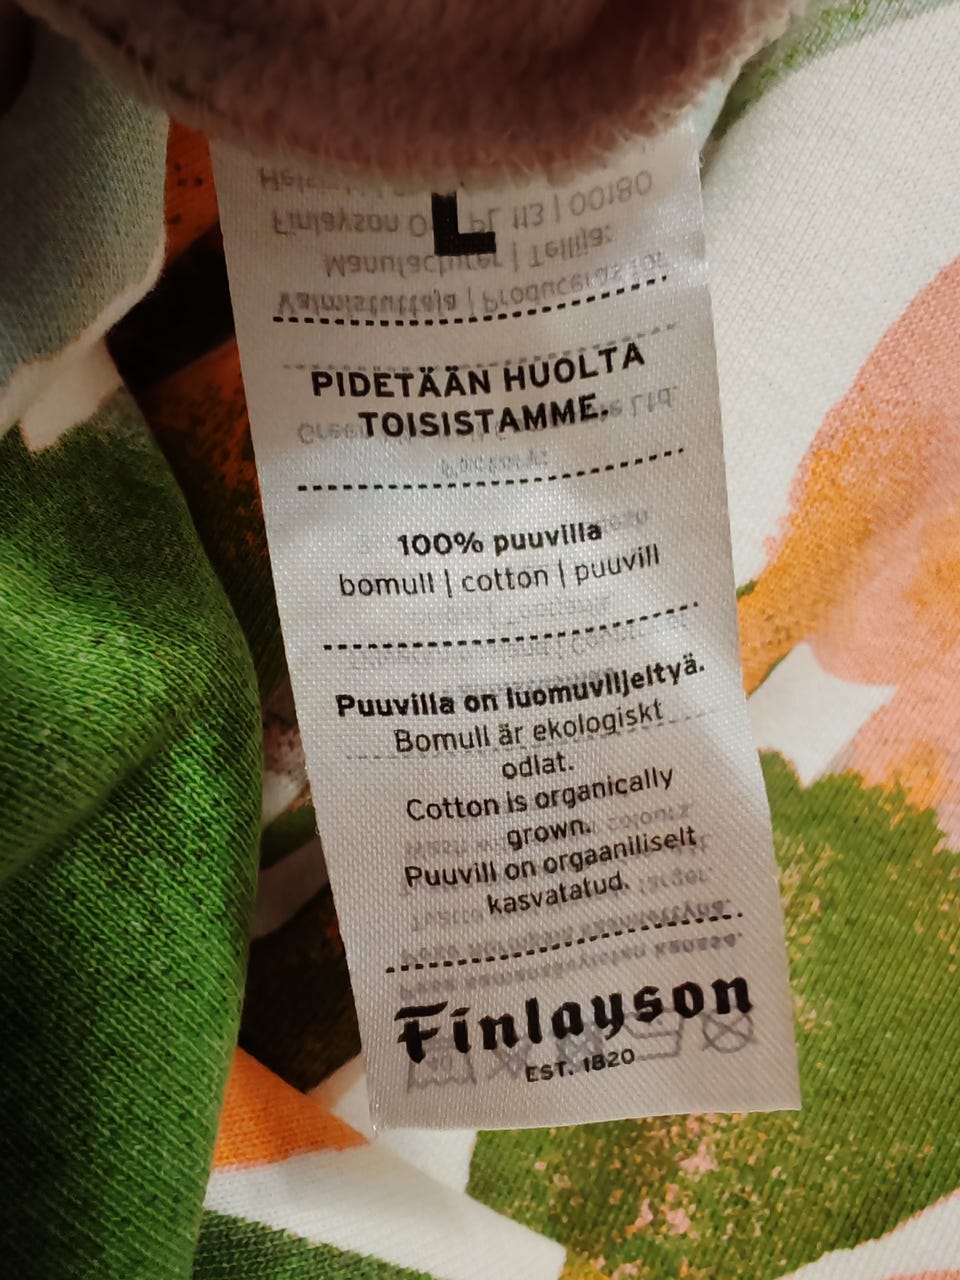 L
PIDETÄÄN HUOLTA
TOISISTAMME.
100% puuvilla
bomull | cotton | puuvill
Puuvilla on luomuviljeltyä.
Bomull är ekologiskt
odlat.
Cotton is organically
grown.
Puuvill on orgaaniliselt
kasvatatud.
Finlayson
EST. 1820